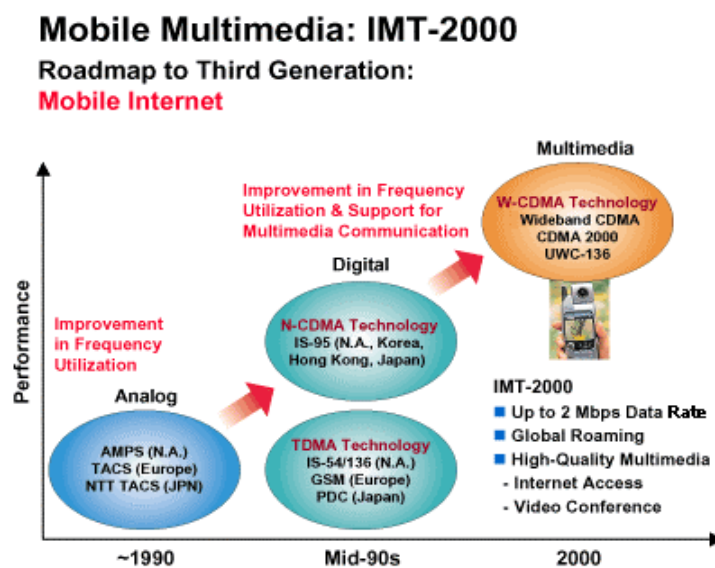 Mobile Multimedia: IMT-2000
Roadmap to Third Generation:
Mobile Internet
Multimedia
W-CDMA Technology
Wideband CDMA
CDMA 2000
UWC-136
Improvement in Frequency
Utilization & Support for
Multimedia Communication
Digital
N-CDMA Technology
IS-95 (N.A., Korea,
Hong Kong, Japan)
Improvement
in Frequency
Utilization
Analog
AMPS (N.A.)
TACS (Europe)
NTT TACS (JPN)
TDMA Technology
IS-54/136 (N.A.)
GSM (Europe)
PDC (Japan)
IMT-2000
Up to 2 Mbps Data Rate
Global Roaming
High-Quality Multimedia
- Internet Access
- Video Conference
Performance
~1990
Mid-90s
2000